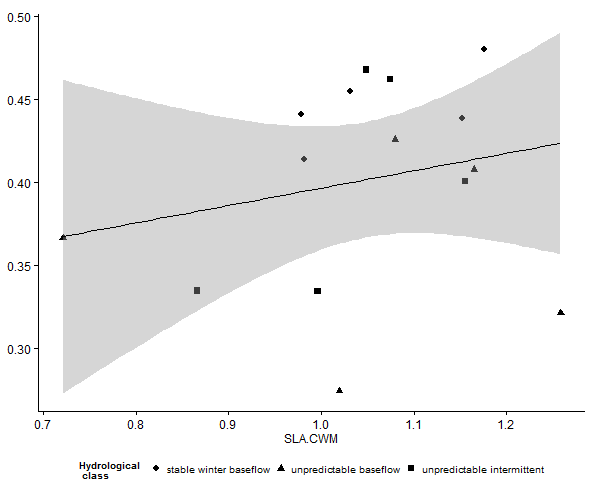 0.50
0.45
0.40
0.35
0.30
0.7 0.8 0.9 1.0 1.1 1.2
SLA.CWM
Hydrological
class
stable winter baseflow unpredictable baseflow unpredictable intermittent